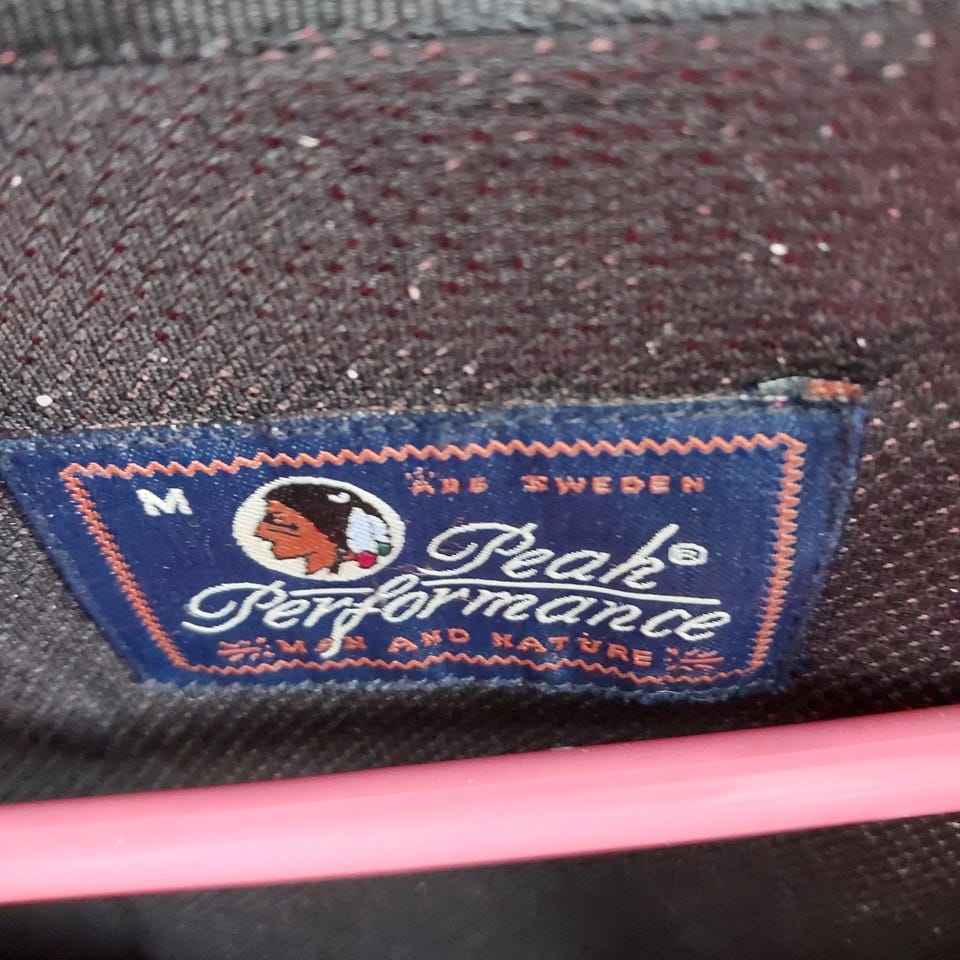 M
ÅRE SWEDEN
Peak®
Performance
MAN AND NATURE